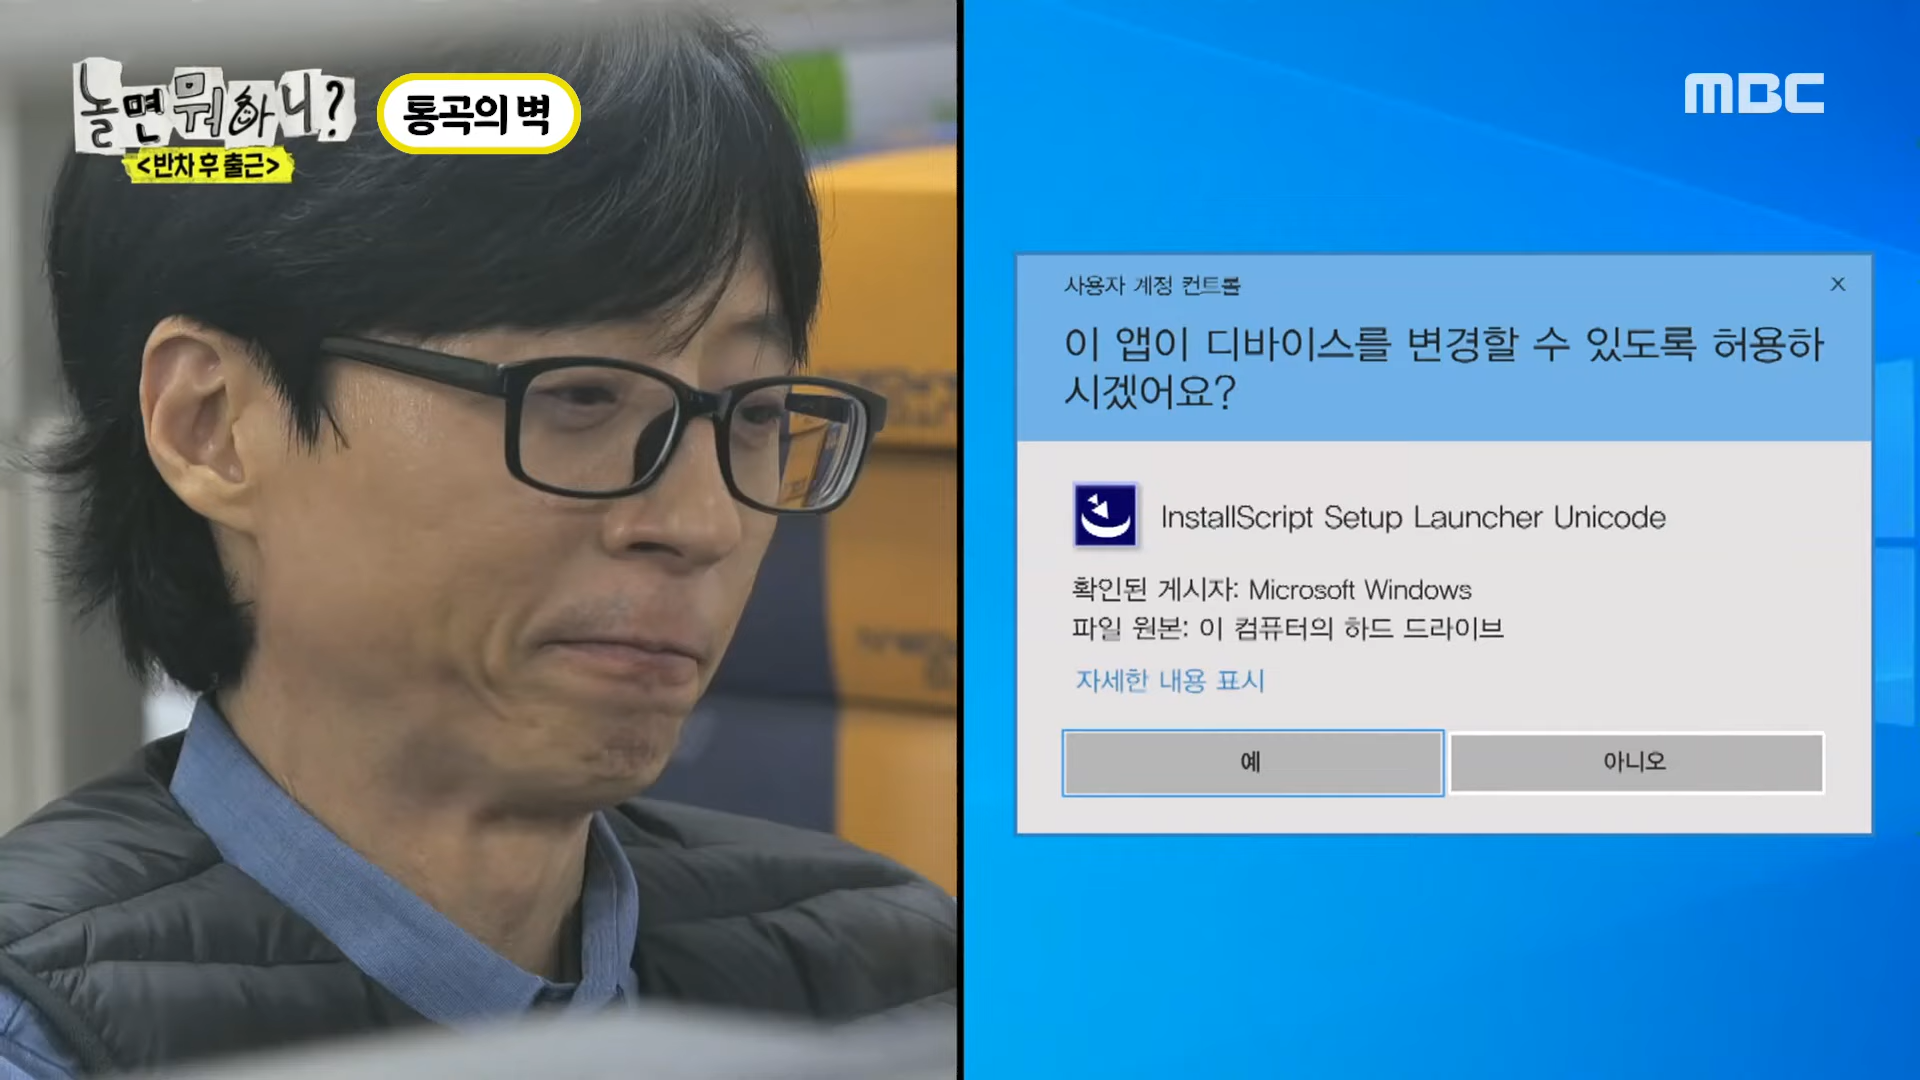 놀면 뭐하니?
<반차 후 출근>
통곡의 벽
MBC
사용자 계정 컨트롤
이 앱이 디바이스를 변경할 수 있도록 허용하
시겠어요?
InstallScript Setup Launcher Unicode
확인된 게시자: Microsoft Windows
파일 원본: 이 컴퓨터의 하드 드라이브
자세한 내용 표시
예
아니오